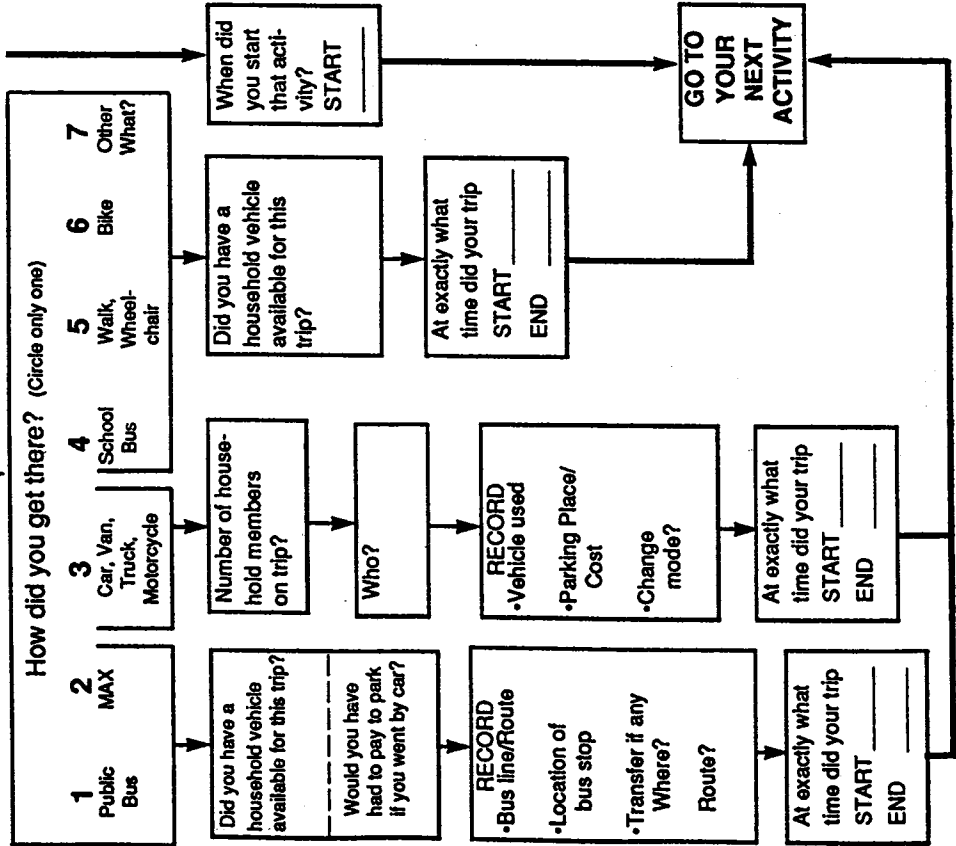 How did you get there? (Circle only one)
1
Public
Bus
2
MAX
3
Car, Van,
Truck,
Motorcycle
4
School
Bus
5
Walk,
Wheel-
chair
6
Bike
7
Other
What?
Did you have a
household vehicle
available for this trip?
Would you have
had to pay to park
if you went by car?
RECORD
•Bus line/Route
•Location of
bus stop
•Transfer if any
Where?
Route?
At exactly what
time did your trip
START
END
Number of house-
hold members
on trip?
Who?
RECORD
•Vehicle used
•Parking Place/
Cost
•Change
mode?
At exactly what
time did your trip
START
END
Did you have a
household vehicle
available for this
trip?
At exactly what
time did your trip
START
END
When did
you start
that acti-
vity?
START
GO TO
YOUR
NEXT
ACTIVITY